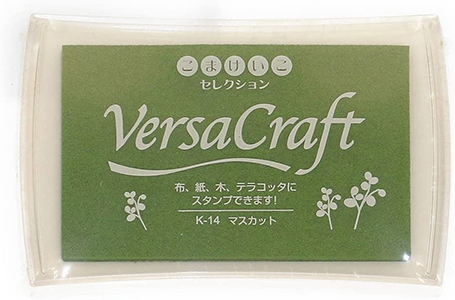 こまけいこ
セレクション
VersaCraft
布、紙、木、テラコッタに
スタンプできます!
K-14 マスカット